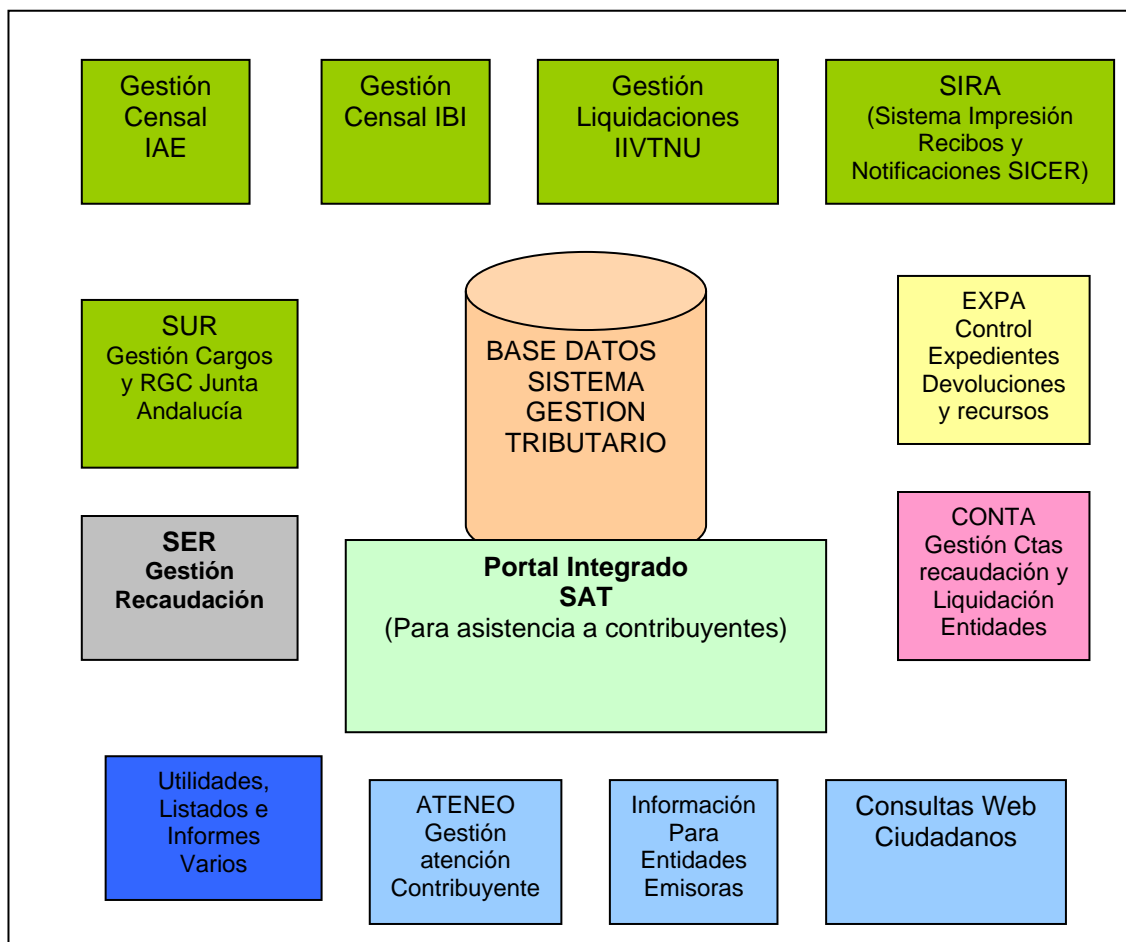 Gestión
Censal
IAE
Gestión
Censal IBI
Gestión
Liquidaciones
IIVTNU
SIRA
(Sistema Impresión
Recibos y
Notificaciones SICER)
SUR
Gestión Cargos
y RGC Junta
Andalucía
BASE DATOS
SISTEMA
GESTION
TRIBUTARIO
EXPA
Control
Expedientes
Devoluciones
y recursos
SER
Gestión
Recaudación
Portal Integrado
SAT
(Para asistencia a contribuyentes)
CONTA
Gestión Ctas
recaudación y
Liquidación
Entidades
Utilidades,
Listados e
Informes
Varios
ATENEO
Gestión
atención
Contribuyente
Información
Para
Entidades
Emisoras
Consultas Web
Ciudadanos